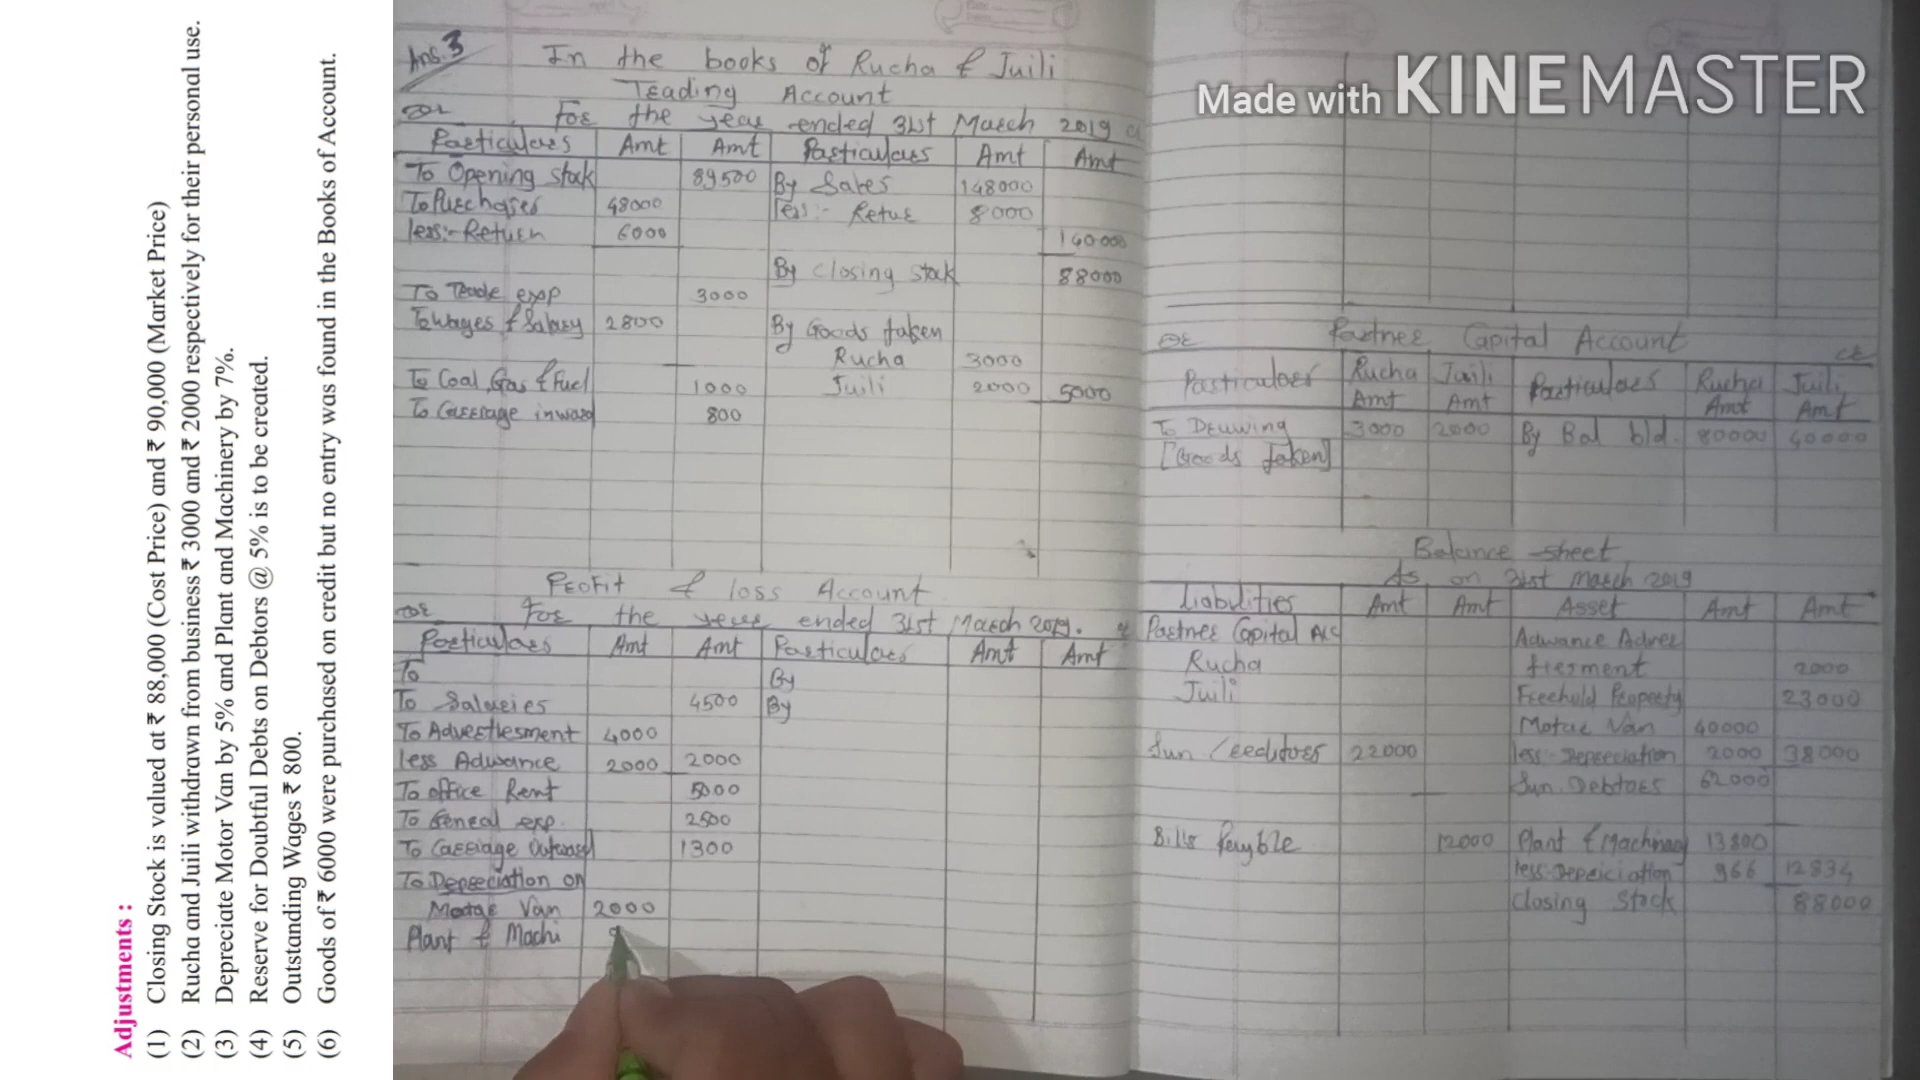 Adjustments :
(1) Closing Stock is valued at ₹ 88,000 (Cost Price) and ₹ 90,000 (Market Price)
(2) Rucha and Juili withdrawn from business ₹ 3000 and ₹ 2000 respectively for their personal use.
(3) Depreciate Motor Van by 5% and Plant and Machinery by 7%.
(4) Reserve for Doubtful Debts on Debtors @ 5% is to be created.
(5) Outstanding Wages ₹ 800.
(6) Goods of ₹ 6000 were purchased on credit but no entry was found in the Books of Account.
Ans.3 In the books of Rucha & Juili
Trading Account
For the year ended 31st March 2019
Particulars Amt Amt Particulars Amt Amt
To Opening stock 89500 By Sales 148000
To Purchases 48000 less:- Retur 8000
less:- Return 6000 140000
By closing stock 88000
To Trade exp 3000
To Wages & Salary 2800 By Goods taken
Rucha 3000
To Coal, Gas & Fuel 1000 Juili 2000 5000
To Carriage inward 800
Profit & loss Account
For the year ended 31st March 2019.
Particulars Amt Amt Particulars Amt Amt
To By
To Salaries 4500 By
To Advertiesment 4000
less Advance 2000 2000
To office Rent 5000
To Geneal exp. 2500
To Carriage Outward 1300
To Depreciation on
Motar Van 2000
Plant & Machi
Made with KINEMASTER
Partner Capital Account
Particulars Rucha Juili Particulars Rucha Juili
Amt Amt Amt Amt
To Drawing 3000 2000 By Bal b/d. 80000 40000
[Goods taken]
Balance sheet
As on 31st march 2019
Liabilities Amt Amt Asset Amt Amt
Partner Capital A/c Advance Adver
Rucha tiesment 2000
Juili Freehold Property 23000
Motar Van 40000
Sun Creditors 22000 less:- Depreciation 2000 38000
Sun. Debtors 62000
Bills Payble 12000 Plant & Machinary 13800
less:- Depriciation 966 12834
Closing Stock 88000